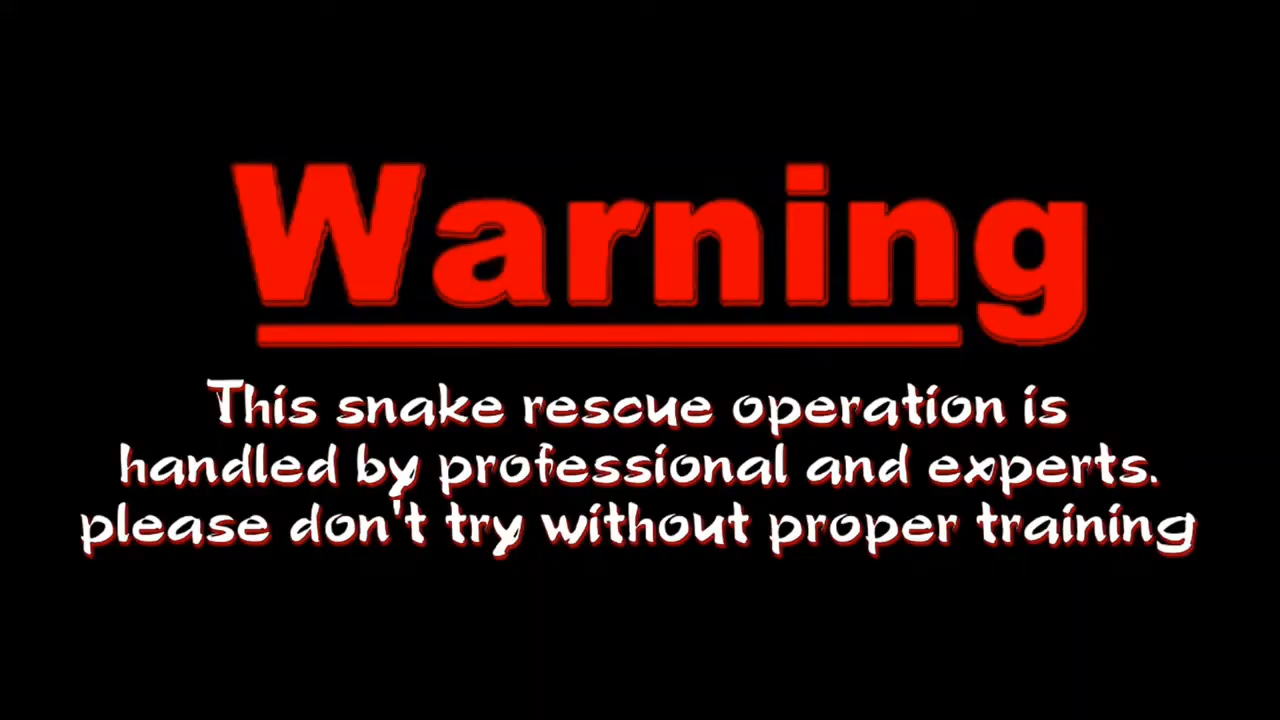 Warning
This snake rescue operation is
handled by professional and experts.
please don't try without proper training